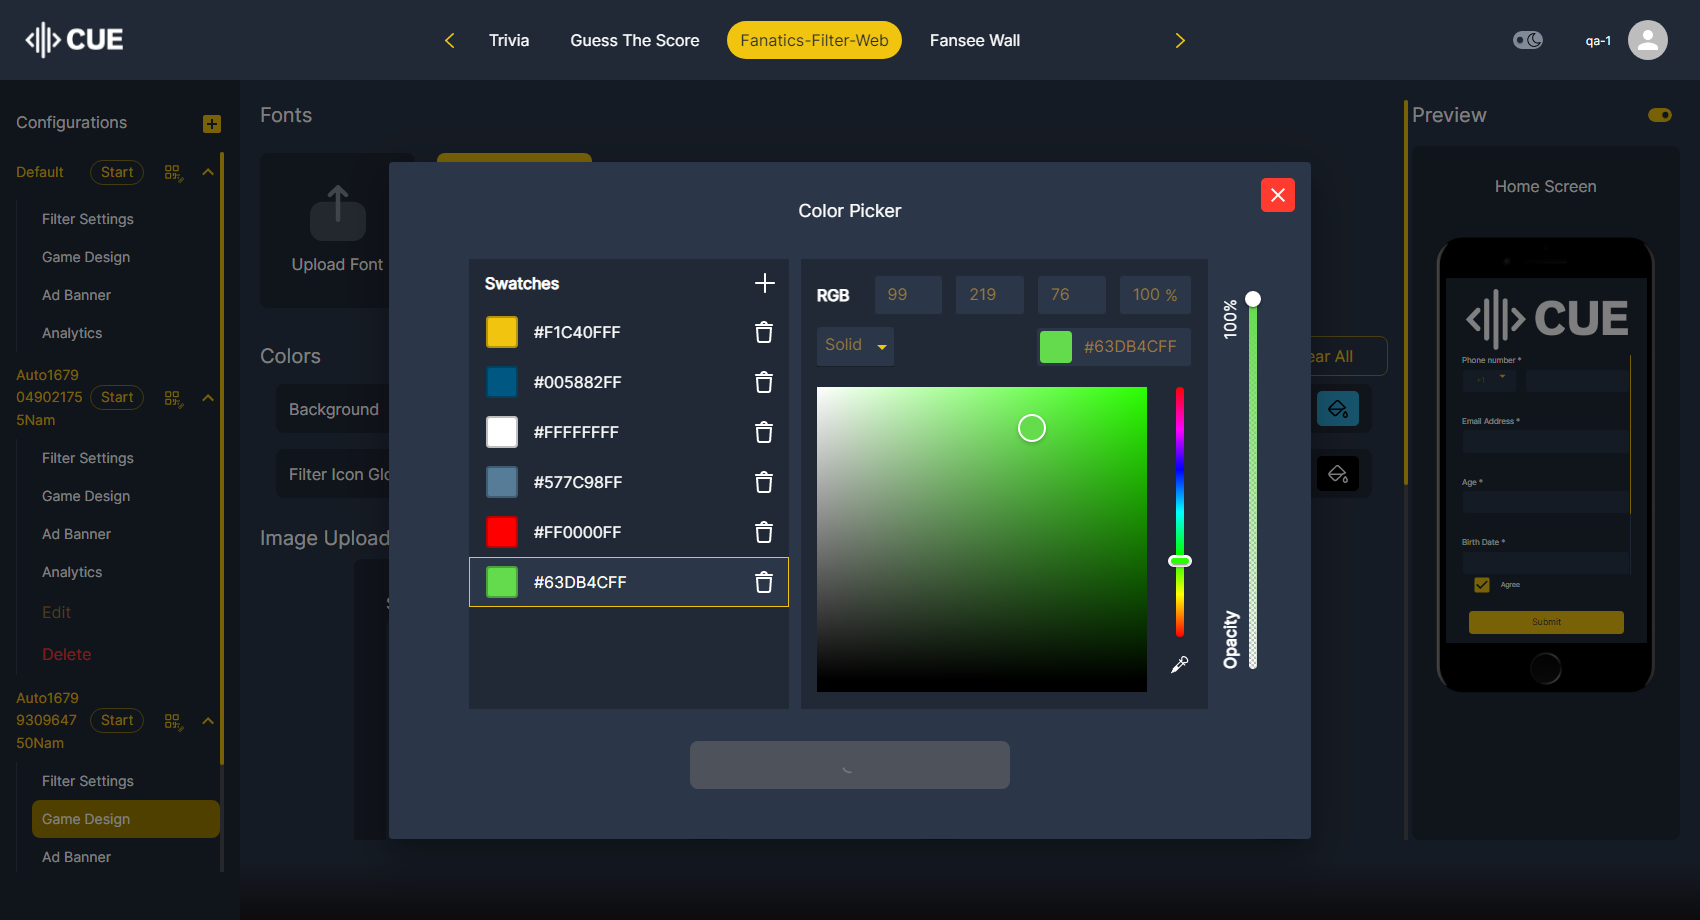 CUE
Trivia
Guess The Score
Fanatics-Filter-Web
Fansee Wall
qa-1
Configurations
Default
Start
Filter Settings
Game Design
Ad Banner
Analytics
Auto1679
04902175
5Nam
Start
Filter Settings
Game Design
Ad Banner
Analytics
Edit
Delete
Auto1679
9309647
50Nam
Start
Filter Settings
Game Design
Ad Banner
Fonts
Upload Font
Colors
Background
Filter Icon Glo
Image Upload
ear All
Color Picker
Swatches
#F1C40FFF
#005882FF
#FFFFFFFF
#577C98FF
#FF0000FF
#63DB4CFF
RGB
99
219
76
100 %
Solid
#63DB4CFF
100%
Opacity
Preview
Home Screen
CUE
Phone number *
+1
Email Address *
Age *
Birth Date *
Agree
Submit